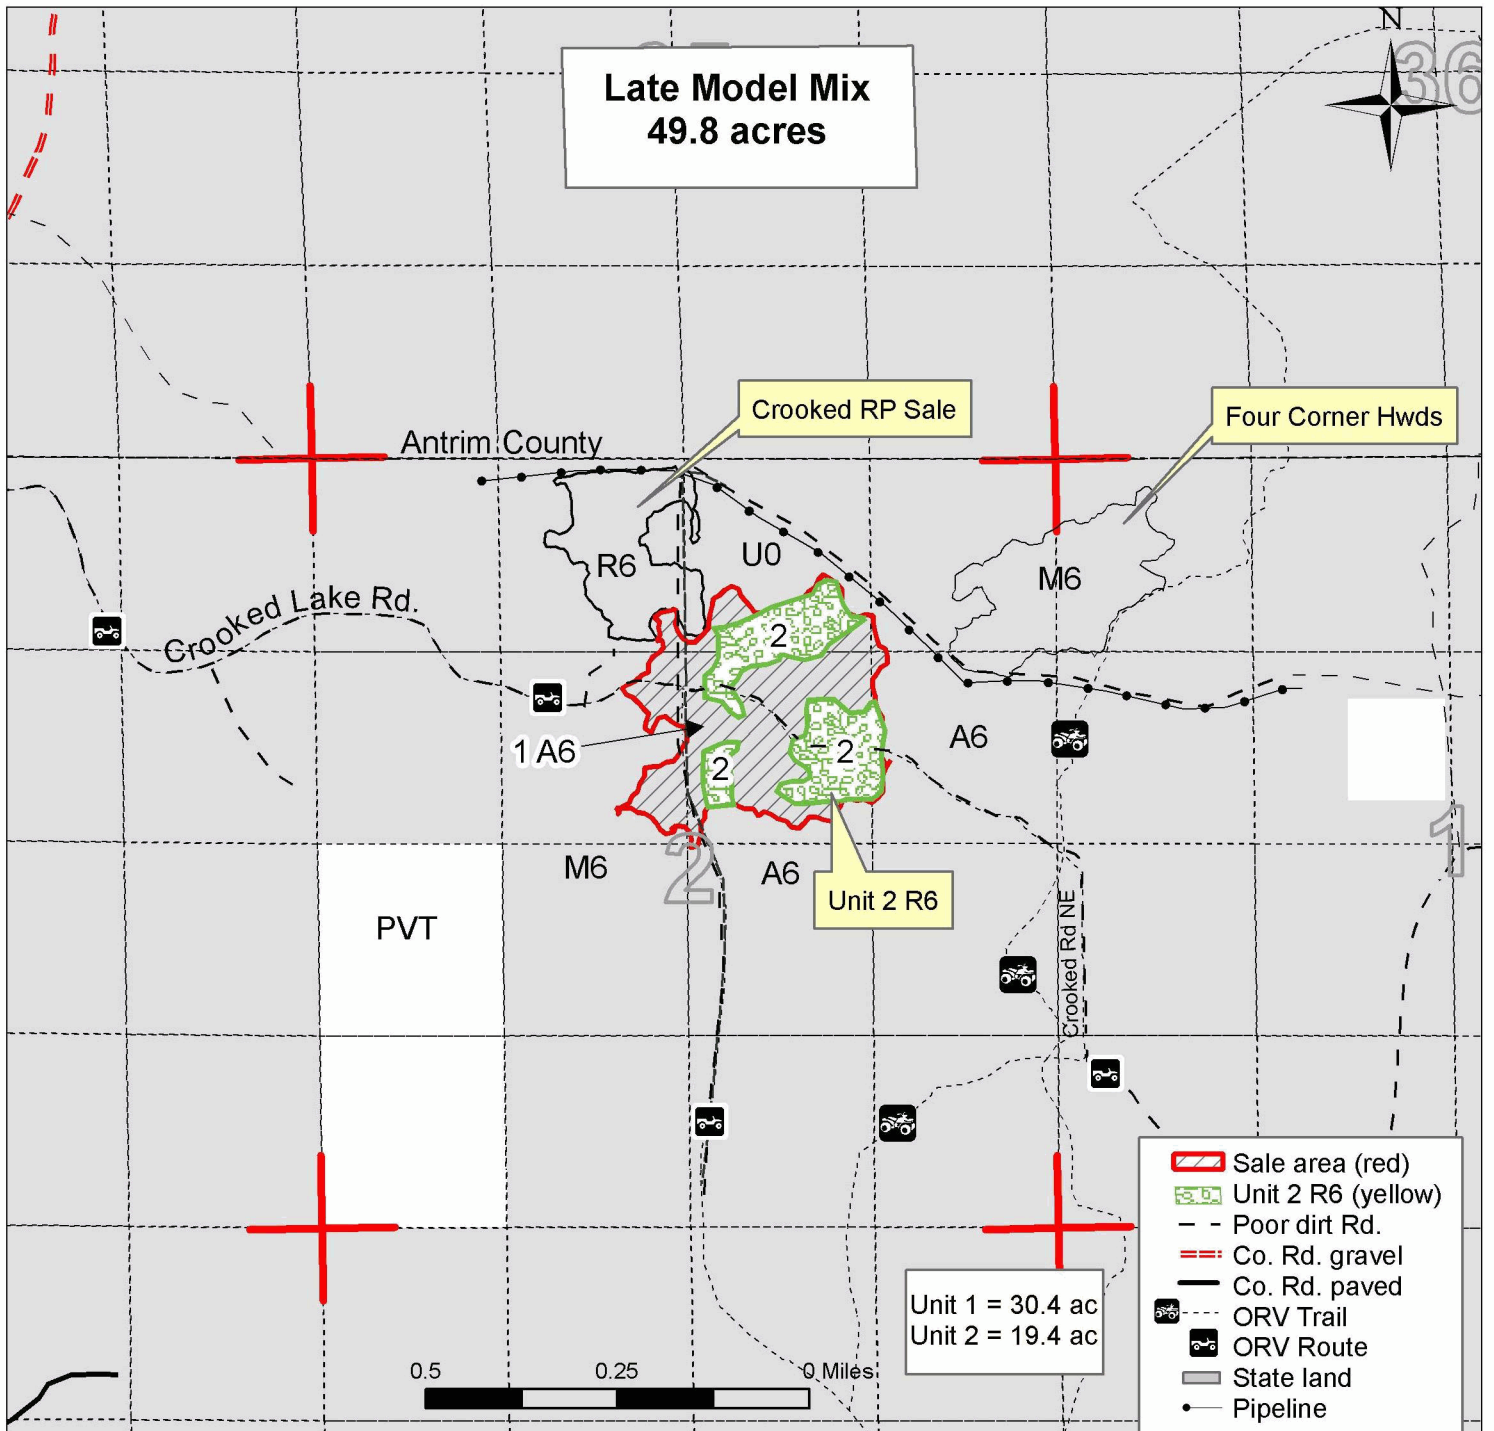 N
36
Late Model Mix
49.8 acres
Crooked RP Sale
Four Corner Hwds
Antrim County
U0
R6
M6
Crooked Lake Rd.
2
A6
1 A6
2
2
M6
2
A6
1
Unit 2 R6
PVT
Crooked Rd NE
Sale area (red)
Unit 2 R6 (yellow)
Poor dirt Rd.
Co. Rd. gravel
Co. Rd. paved
ORV Trail
ORV Route
State land
Pipeline
Unit 1 = 30.4 ac
Unit 2 = 19.4 ac
0.5 0.25 0 Miles